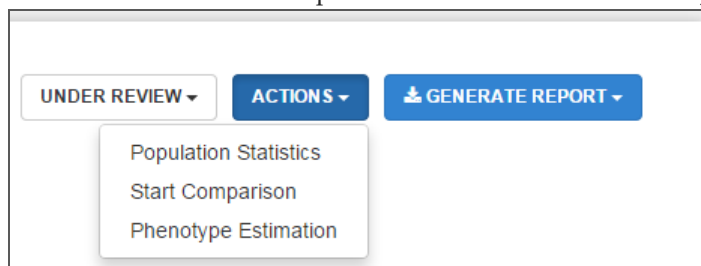 UNDER REVIEW
ACTIONS
GENERATE REPORT
Population Statistics
Start Comparison
Phenotype Estimation